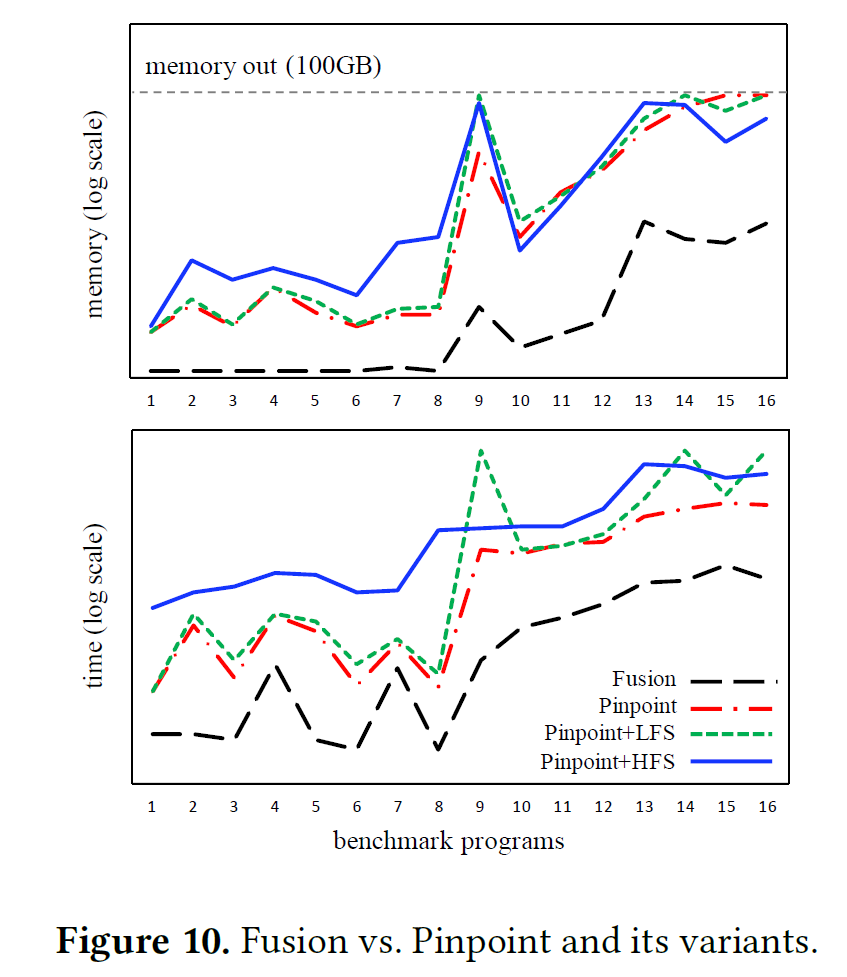 memory out (100GB)
memory (log scale)
1 2 3 4 5 6 7 8 9 10 11 12 13 14 15 16
time (log scale)
Fusion
Pinpoint
Pinpoint+LFS
Pinpoint+HFS
1 2 3 4 5 6 7 8 9 10 11 12 13 14 15 16
benchmark programs
Figure 10. Fusion vs. Pinpoint and its variants.